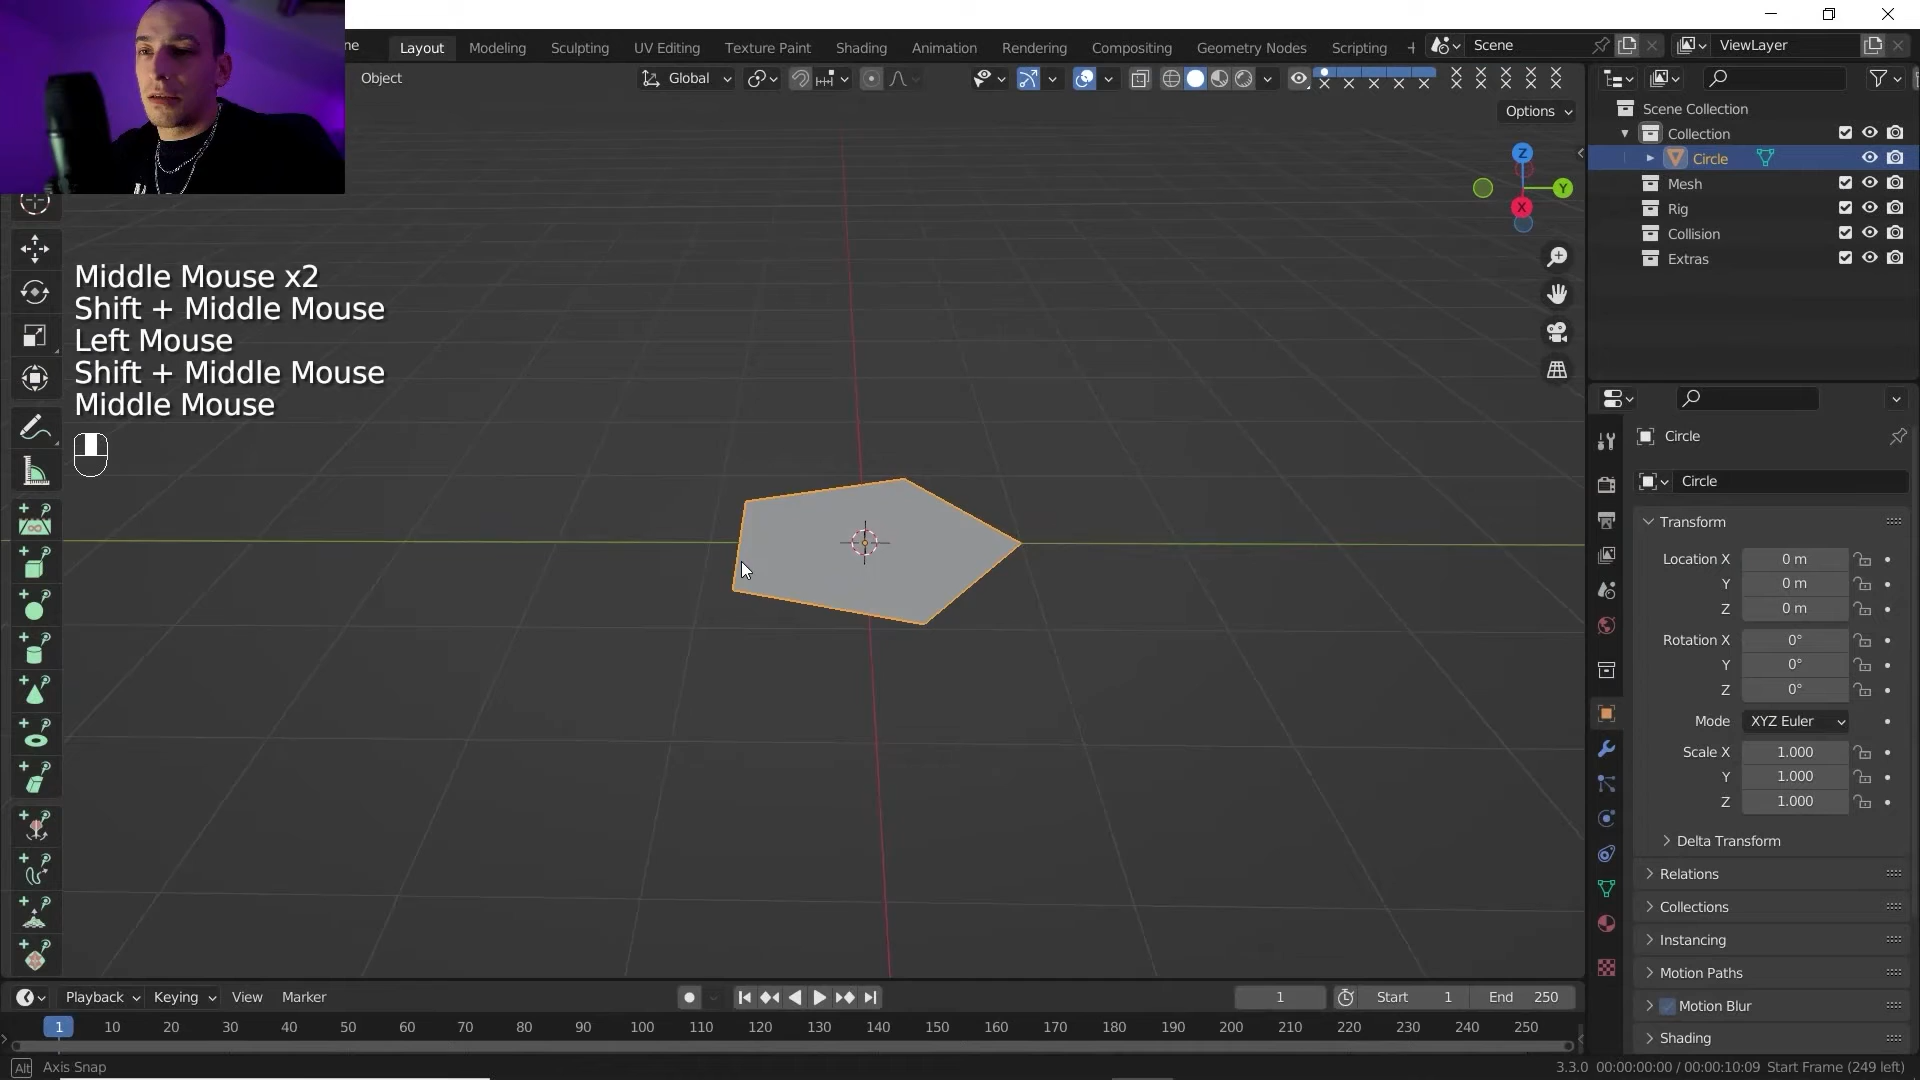 ne
Layout
Modeling
Sculpting
UV Editing
Texture Paint
Shading
Animation
Rendering
Compositing
Geometry Nodes
Scripting
+
Scene
ViewLayer
Object
Global
Options
Z
Y
X
Middle Mouse x2
Shift + Middle Mouse
Left Mouse
Shift + Middle Mouse
Middle Mouse
Scene Collection
Collection
Circle
Mesh
Rig
Collision
Extras
Circle
Circle
Transform
Location X 0 m
Y 0 m
Z 0 m
Rotation X 0°
Y 0°
Z 0°
Mode XYZ Euler
Scale X 1.000
Y 1.000
Z 1.000
Delta Transform
Relations
Collections
Instancing
Motion Paths
Motion Blur
Shading
Playback Keying View Marker
1
Start 1
End 250
1 10 20 30 40 50 60 70 80 90 100 110 120 130 140 150 160 170 180 190 200 210 220 230 240 250
Alt Axis Snap
3.3.0 00:00:00:00 / 00:00:10:09 Start Frame (249 left)